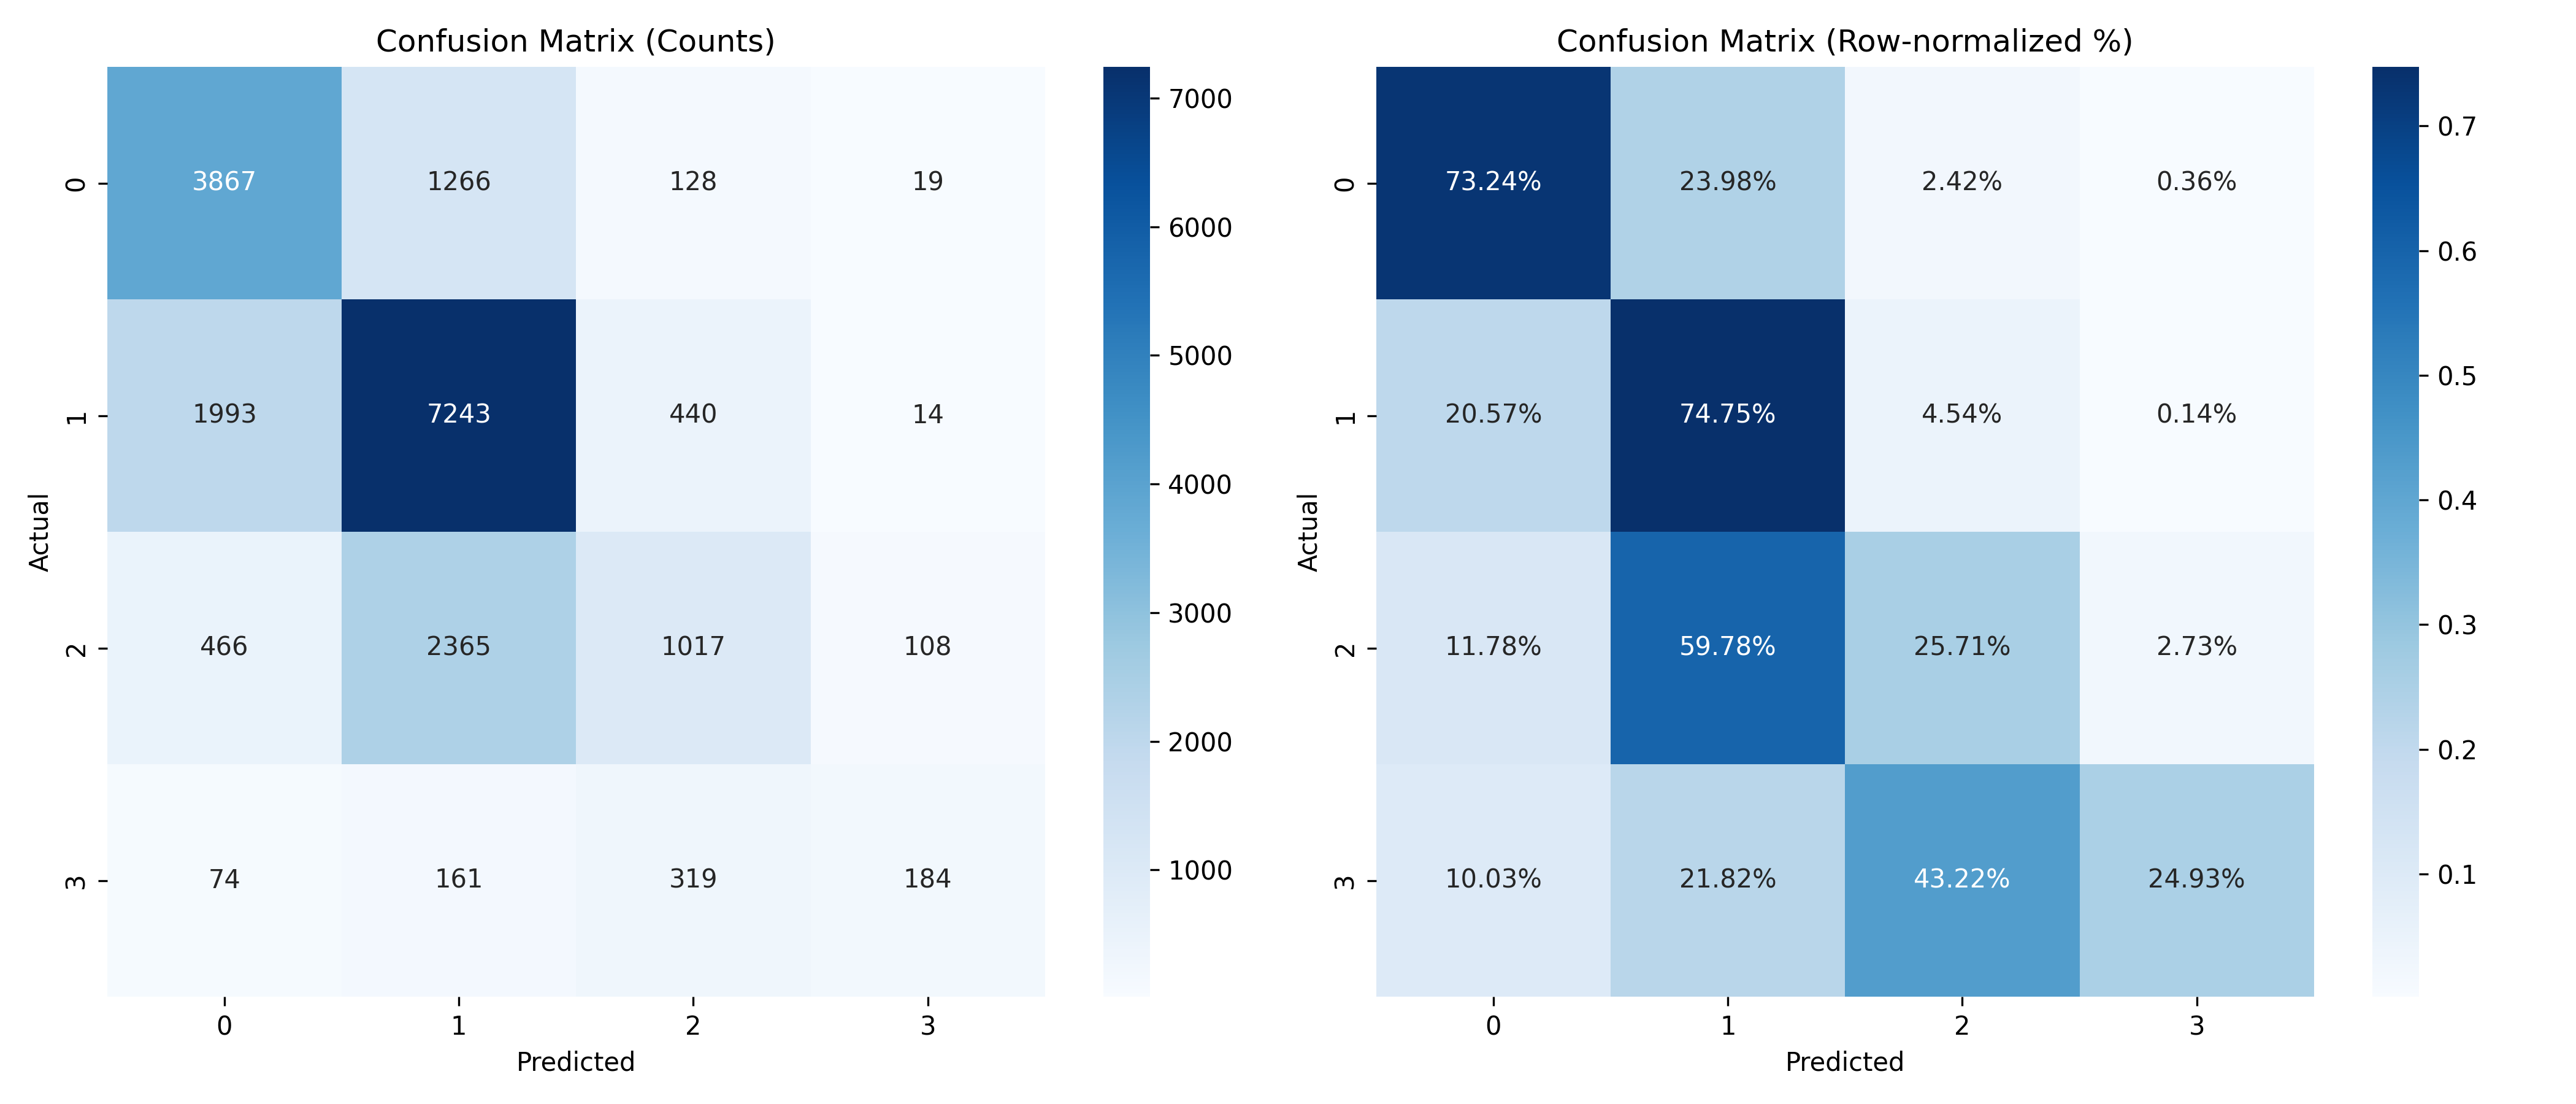 Confusion Matrix (Counts)
3867 1266 128 19
1993 7243 440 14
466 2365 1017 108
74 161 319 184
0
1
2
3
Actual
0 1 2 3
Predicted
7000
6000
5000
4000
3000
2000
1000
Confusion Matrix (Row-normalized %)
73.24% 23.98% 2.42% 0.36%
20.57% 74.75% 4.54% 0.14%
11.78% 59.78% 25.71% 2.73%
10.03% 21.82% 43.22% 24.93%
0
1
2
3
Actual
0 1 2 3
Predicted
0.7
0.6
0.5
0.4
0.3
0.2
0.1